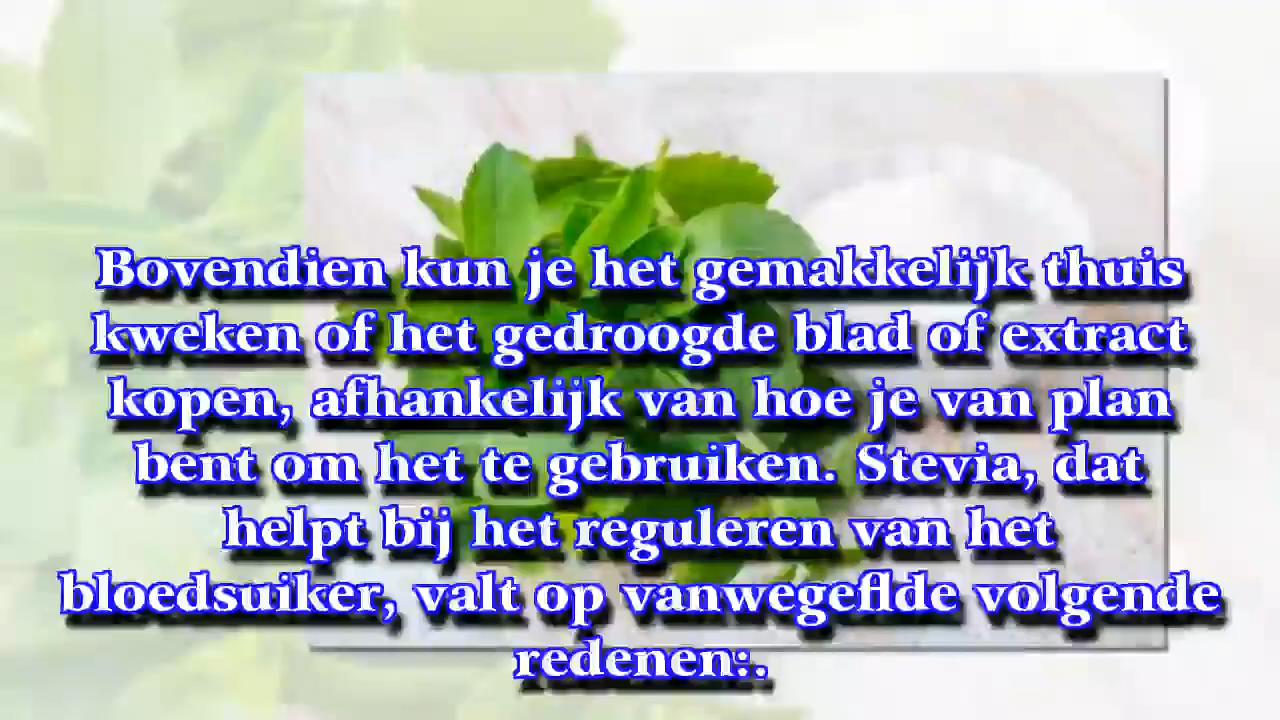 Bovendien kun je het gemakkelijk thuis
kweken of het gedroogde blad of extract
kopen, afhankelijk van hoe je van plan
bent om het te gebruiken. Stevia, dat
helpt bij het reguleren van het
bloedsuiker, valt op vanwegeflde volgende
redenen:.